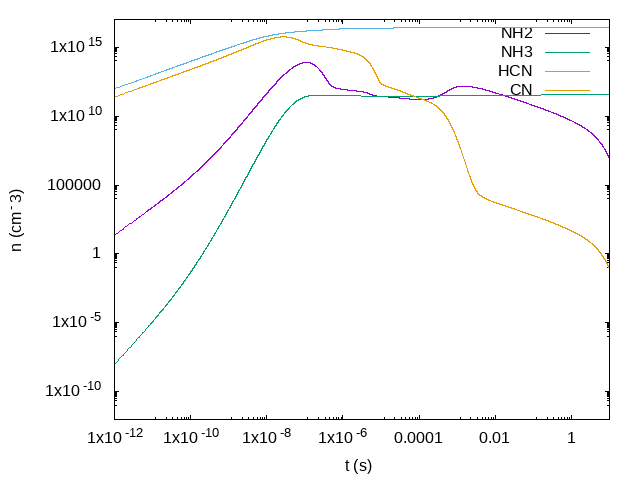 1x10^15
1x10^10
100000
1
1x10^-5
1x10^-10
n (cm^-3)
1x10^-12 1x10^-10 1x10^-8 1x10^-6 0.0001 0.01 1
t (s)
NH2
NH3
HCN
CN